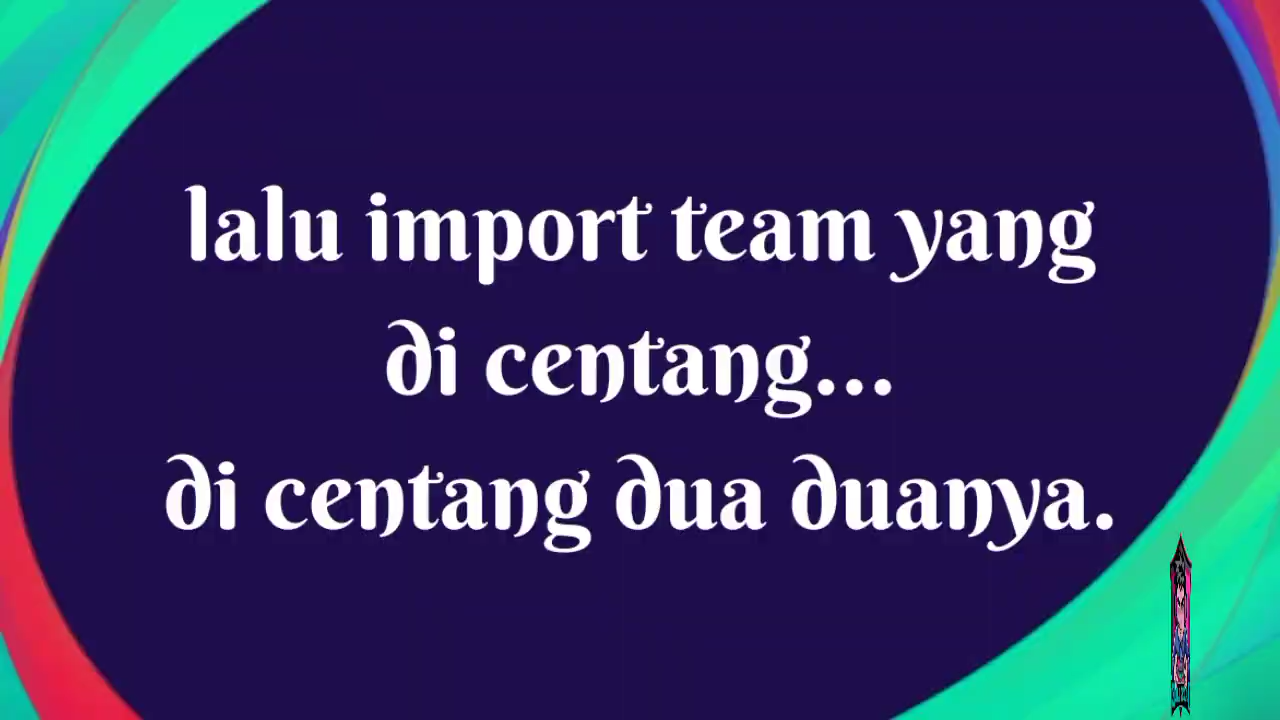 lalu import team yang
di centang...
di centang dua duanya.